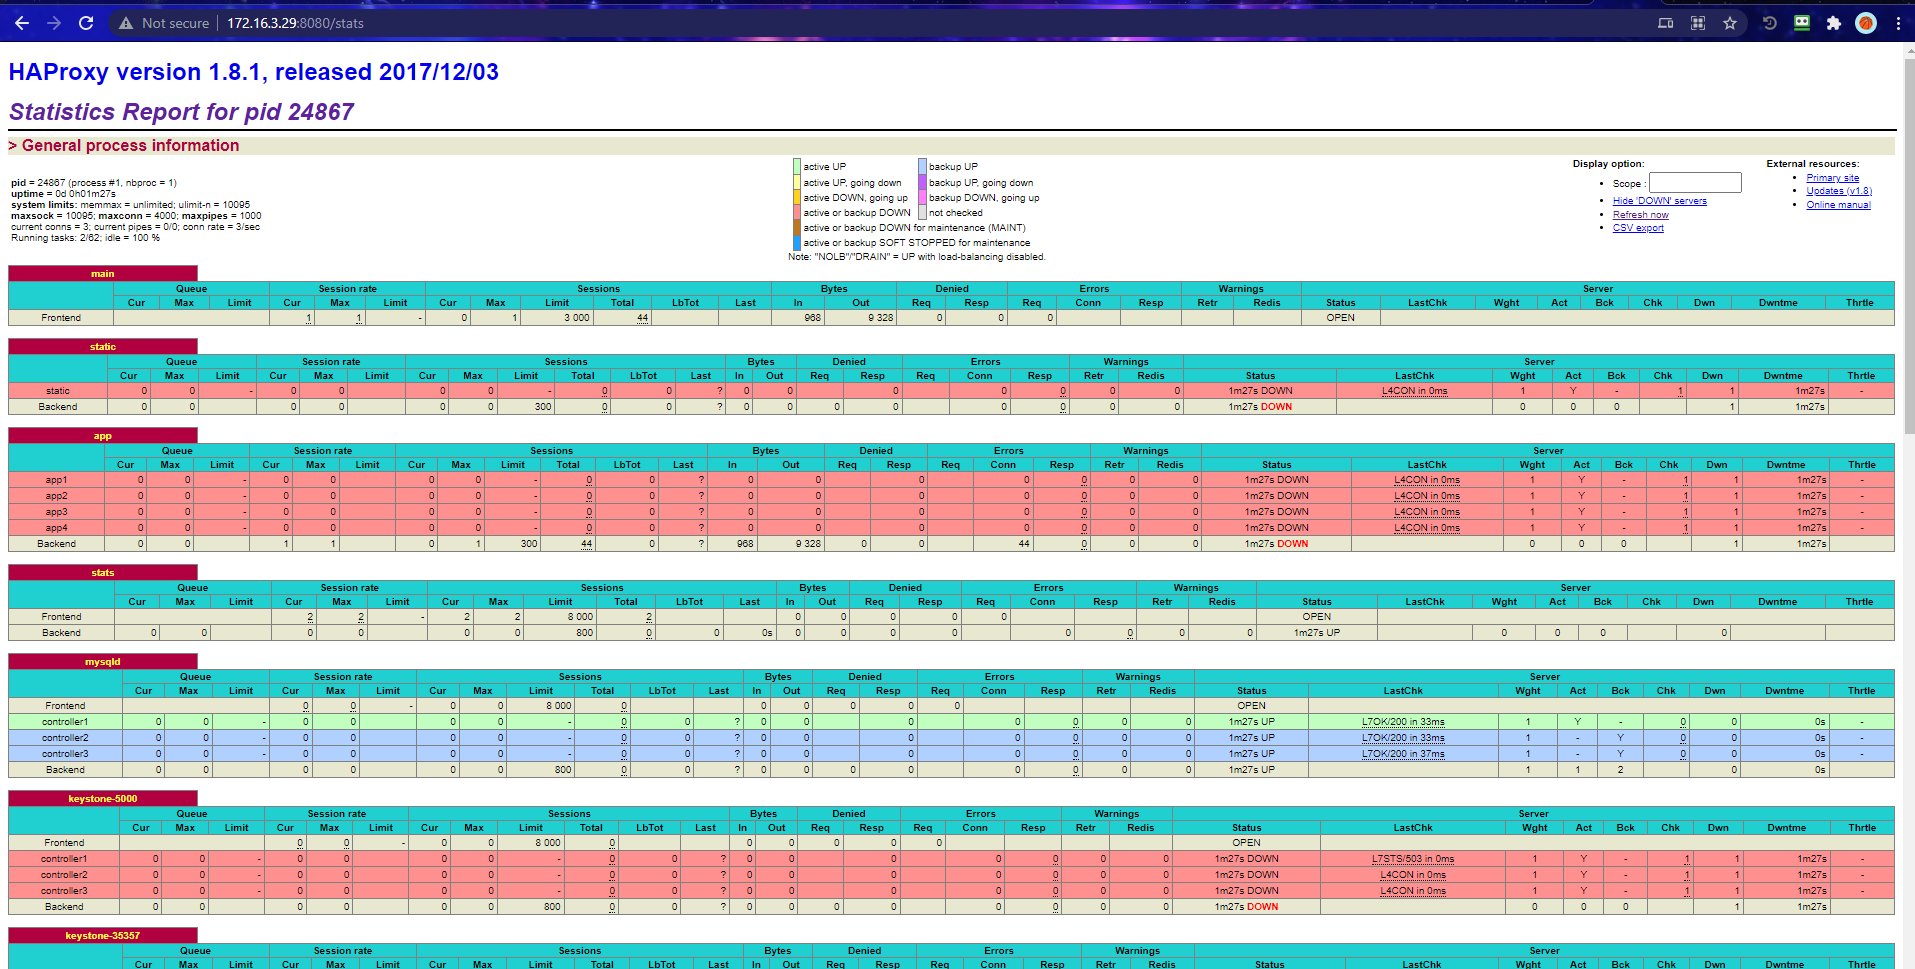 Not secure | 172.16.3.29:8080/stats
HAProxy version 1.8.1, released 2017/12/03
Statistics Report for pid 24867
> General process information
pid = 24867 (process #1, nbproc = 1)
uptime = 0d 0h01m27s
system limits: memmax = unlimited; ulimit-n = 10095
maxsock = 10095; maxconn = 4000; maxpipes = 1000
current conns = 3; current pipes = 0/0; conn rate = 3/sec
Running tasks: 2/62; idle = 100 %
active UP backup UP
active UP, going down backup UP, going down
active DOWN, going up backup DOWN, going up
active or backup DOWN not checked
active or backup DOWN for maintenance (MAINT)
active or backup SOFT STOPPED for maintenance
Note: "NOLB"/"DRAIN" = UP with load-balancing disabled.
Display option:
• Scope :
• Hide 'DOWN' servers
• Refresh now
• CSV export
External resources:
• Primary site
• Updates (v1.8)
• Online manual
main
Queue Session rate Sessions Bytes Denied Errors Warnings Server
Cur Max Limit Cur Max Limit Cur Max Limit Total LbTot Last In Out Req Resp Req Conn Resp Retr Redis Status LastChk Wght Act Bck Chk Dwn Dwntme Thrtle
Frontend 1 1 - 0 1 3 000 44 968 9 328 0 0 0 OPEN
static
Queue Session rate Sessions Bytes Denied Errors Warnings Server
Cur Max Limit Cur Max Limit Cur Max Limit Total LbTot Last In Out Req Resp Req Conn Resp Retr Redis Status LastChk Wght Act Bck Chk Dwn Dwntme Thrtle
static 0 0 - 0 0 0 0 - 0 0 ? 0 0 0 0 0 0 0 1m27s DOWN L4CON in 0ms 1 Y - 1 1 1m27s -
Backend 0 0 0 0 0 0 300 0 0 ? 0 0 0 0 0 0 0 0 1m27s DOWN 0 0 0 1 1m27s
app
Queue Session rate Sessions Bytes Denied Errors Warnings Server
Cur Max Limit Cur Max Limit Cur Max Limit Total LbTot Last In Out Req Resp Req Conn Resp Retr Redis Status LastChk Wght Act Bck Chk Dwn Dwntme Thrtle
app1 0 0 - 0 0 0 0 - 0 0 ? 0 0 0 0 0 0 0 1m27s DOWN L4CON in 0ms 1 Y - 1 1 1m27s -
app2 0 0 - 0 0 0 0 - 0 0 ? 0 0 0 0 0 0 0 1m27s DOWN L4CON in 0ms 1 Y - 1 1 1m27s -
app3 0 0 - 0 0 0 0 - 0 0 ? 0 0 0 0 0 0 0 1m27s DOWN L4CON in 0ms 1 Y - 1 1 1m27s -
app4 0 0 - 0 0 0 0 - 0 0 ? 0 0 0 0 0 0 0 1m27s DOWN L4CON in 0ms 1 Y - 1 1 1m27s -
Backend 0 0 1 1 0 1 300 44 0 ? 968 9 328 0 0 44 0 0 0 1m27s DOWN 0 0 0 1 1m27s
stats
Queue Session rate Sessions Bytes Denied Errors Warnings Server
Cur Max Limit Cur Max Limit Cur Max Limit Total LbTot Last In Out Req Resp Req Conn Resp Retr Redis Status LastChk Wght Act Bck Chk Dwn Dwntme Thrtle
Frontend 2 2 - 2 2 8 000 2 0 0 0 0 0 OPEN
Backend 0 0 0 0 0 0 800 0 0 0s 0 0 0 0 0 0 0 0 1m27s UP 0 0 0 0
mysqld
Queue Session rate Sessions Bytes Denied Errors Warnings Server
Cur Max Limit Cur Max Limit Cur Max Limit Total LbTot Last In Out Req Resp Req Conn Resp Retr Redis Status LastChk Wght Act Bck Chk Dwn Dwntme Thrtle
Frontend 0 0 - 0 0 8 000 0 0 0 0 0 0 OPEN
controller1 0 0 - 0 0 0 0 - 0 0 ? 0 0 0 0 0 0 0 1m27s UP L7OK/200 in 33ms 1 Y - 0 0 0s -
controller2 0 0 - 0 0 0 0 - 0 0 ? 0 0 0 0 0 0 0 1m27s UP L7OK/200 in 33ms 1 - Y 0 0 0s -
controller3 0 0 - 0 0 0 0 - 0 0 ? 0 0 0 0 0 0 0 1m27s UP L7OK/200 in 37ms 1 - Y 0 0 0s -
Backend 0 0 0 0 0 0 800 0 0 ? 0 0 0 0 0 0 0 0 1m27s UP 1 1 2 0 0s
keystone-5000
Queue Session rate Sessions Bytes Denied Errors Warnings Server
Cur Max Limit Cur Max Limit Cur Max Limit Total LbTot Last In Out Req Resp Req Conn Resp Retr Redis Status LastChk Wght Act Bck Chk Dwn Dwntme Thrtle
Frontend 0 0 - 0 0 8 000 0 0 0 0 0 0 OPEN
controller1 0 0 - 0 0 0 0 - 0 0 ? 0 0 0 0 0 0 0 1m27s DOWN L7STS/503 in 0ms 1 Y - 1 1 1m27s -
controller2 0 0 - 0 0 0 0 - 0 0 ? 0 0 0 0 0 0 0 1m27s DOWN L4CON in 0ms 1 Y - 1 1 1m27s -
controller3 0 0 - 0 0 0 0 - 0 0 ? 0 0 0 0 0 0 0 1m27s DOWN L4CON in 0ms 1 Y - 1 1 1m27s -
Backend 0 0 0 0 0 0 800 0 0 ? 0 0 0 0 0 0 0 0 1m27s DOWN 0 0 0 1 1m27s
keystone-35357
Queue Session rate Sessions Bytes Denied Errors Warnings Server
Cur Max Limit Cur Max Limit Cur Max Limit Total LbTot Last In Out Req Resp Req Conn Resp Retr Redis Status LastChk Wght Act Bck Chk Dwn Dwntme Thrtle